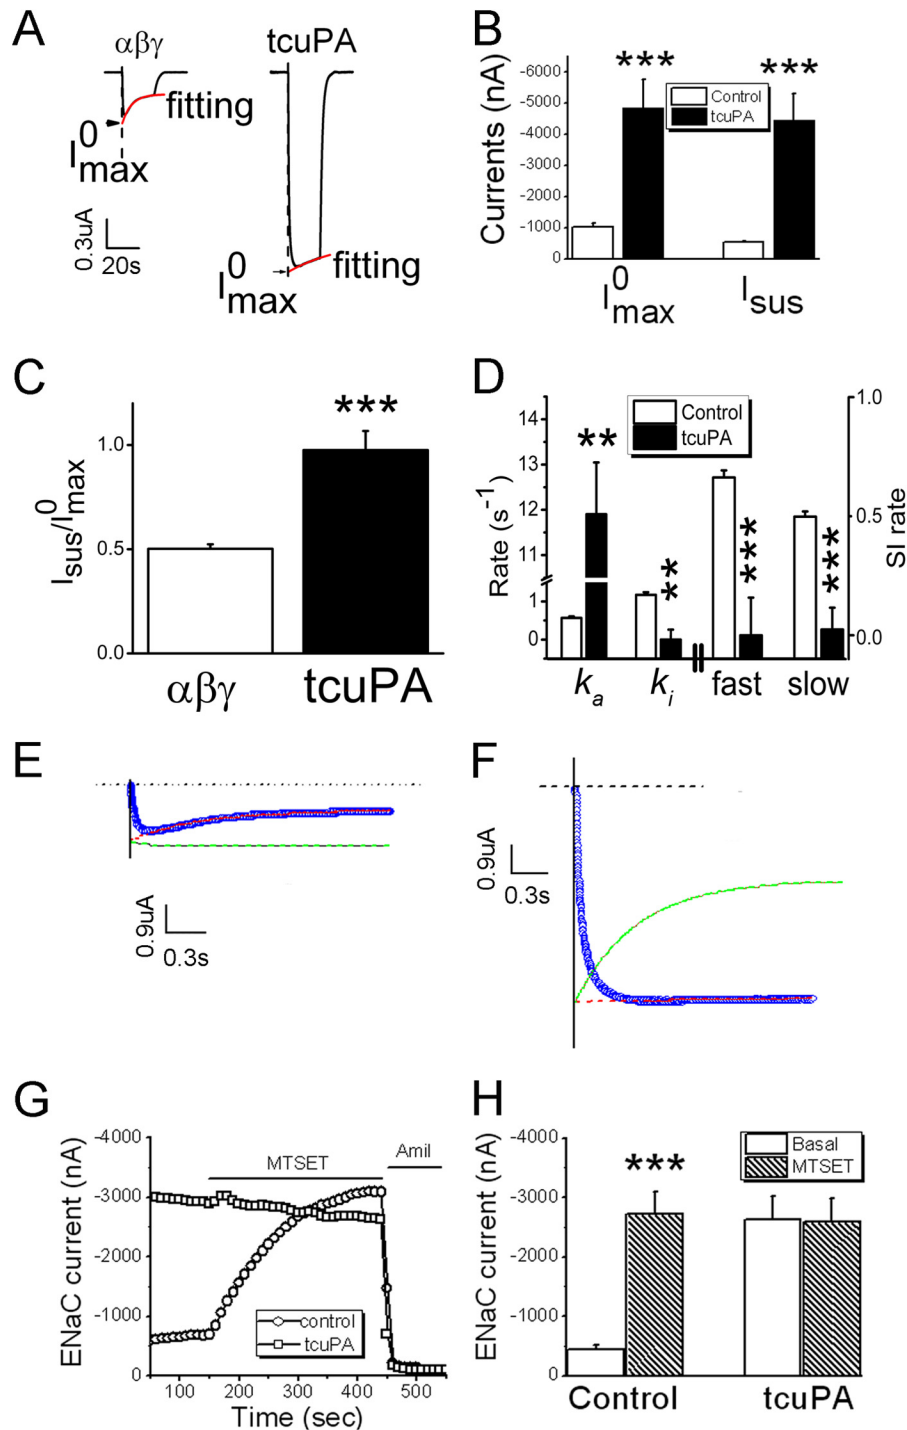 A
αβγ
tcuPA
fitting
I⁰max
0.3uA
20s
I⁰max
fitting
B
Currents (nA)
-6000
-5000
-4000
-3000
-2000
-1000
0
***
***
Control
tcuPA
I⁰max
Isus
C
Isus/I⁰max
1.0
0.5
0.0
***
αβγ
tcuPA
D
Rate (s⁻¹)
14
13
12
11
1
0
Control
tcuPA
**
**
***
***
1.0
0.5
0.0
SI rate
ka
ki
fast
slow
E
0.9uA
0.3s
F
0.9uA
0.3s
G
ENaC current (nA)
-4000
-3000
-2000
-1000
0
MTSET
Amil
control
tcuPA
100
200
300
400
500
Time (sec)
H
ENaC current (nA)
-4000
-3000
-2000
-1000
0
***
Basal
MTSET
Control
tcuPA